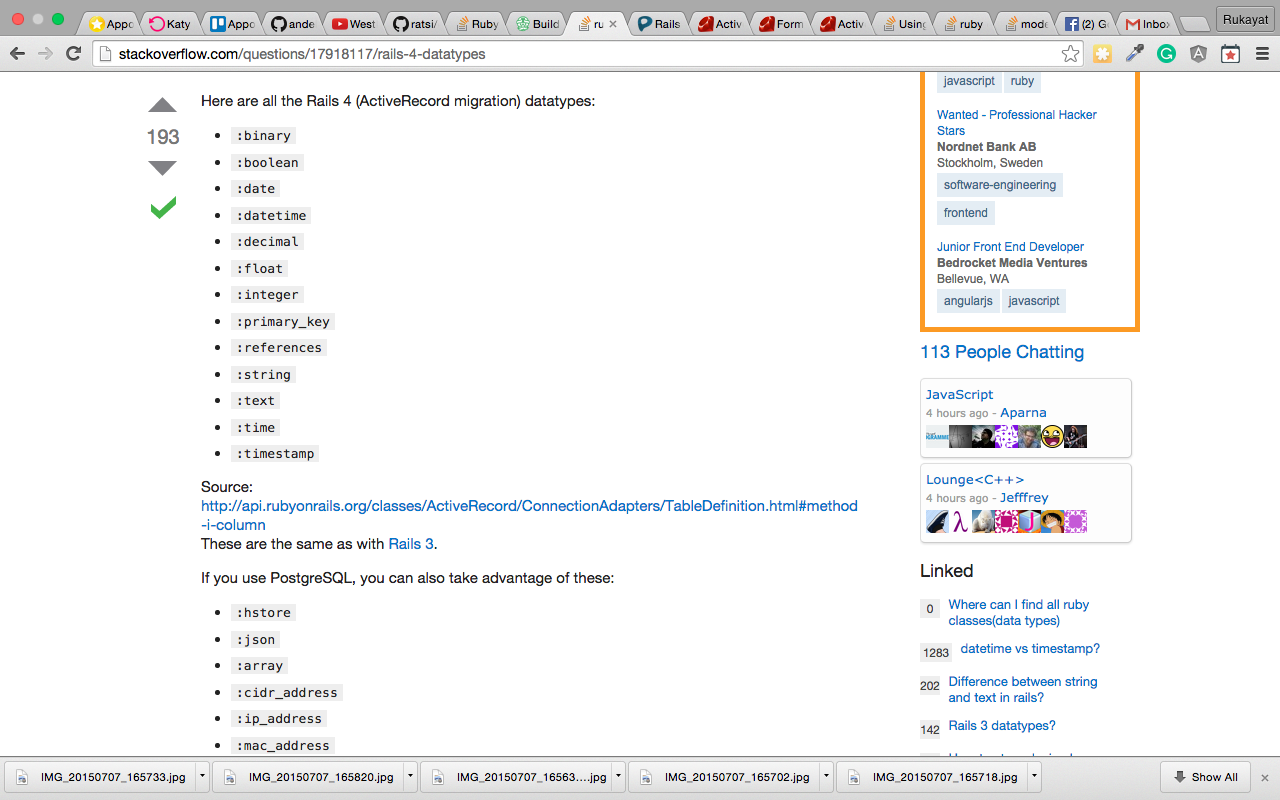 Appo
Katy
Appo
ande
West
ratsi/
Ruby
Build
ru
Rails
Activ
Form
Activ
Using
ruby
mode
(2) G
Inbo
Rukayat
stackoverflow.com/questions/17918117/rails-4-datatypes
193
Here are all the Rails 4 (ActiveRecord migration) datatypes:
:binary
:boolean
:date
:datetime
:decimal
:float
:integer
:primary_key
:references
:string
:text
:time
:timestamp
Source:
http://api.rubyonrails.org/classes/ActiveRecord/ConnectionAdapters/TableDefinition.html#method
-i-column
These are the same as with Rails 3.
If you use PostgreSQL, you can also take advantage of these:
:hstore
:json
:array
:cidr_address
:ip_address
:mac_address
javascript ruby
Wanted - Professional Hacker
Stars
Nordnet Bank AB
Stockholm, Sweden
software-engineering
frontend
Junior Front End Developer
Bedrocket Media Ventures
Bellevue, WA
angularjs javascript
113 People Chatting
JavaScript
4 hours ago - Aparna
Lounge<C++>
4 hours ago - Jefffrey
Linked
0 Where can I find all ruby
classes(data types)
1283 datetime vs timestamp?
202 Difference between string
and text in rails?
142 Rails 3 datatypes?
IMG_20150707_165733.jpg
IMG_20150707_165820.jpg
IMG_20150707_16563....jpg
IMG_20150707_165702.jpg
IMG_20150707_165718.jpg
Show All